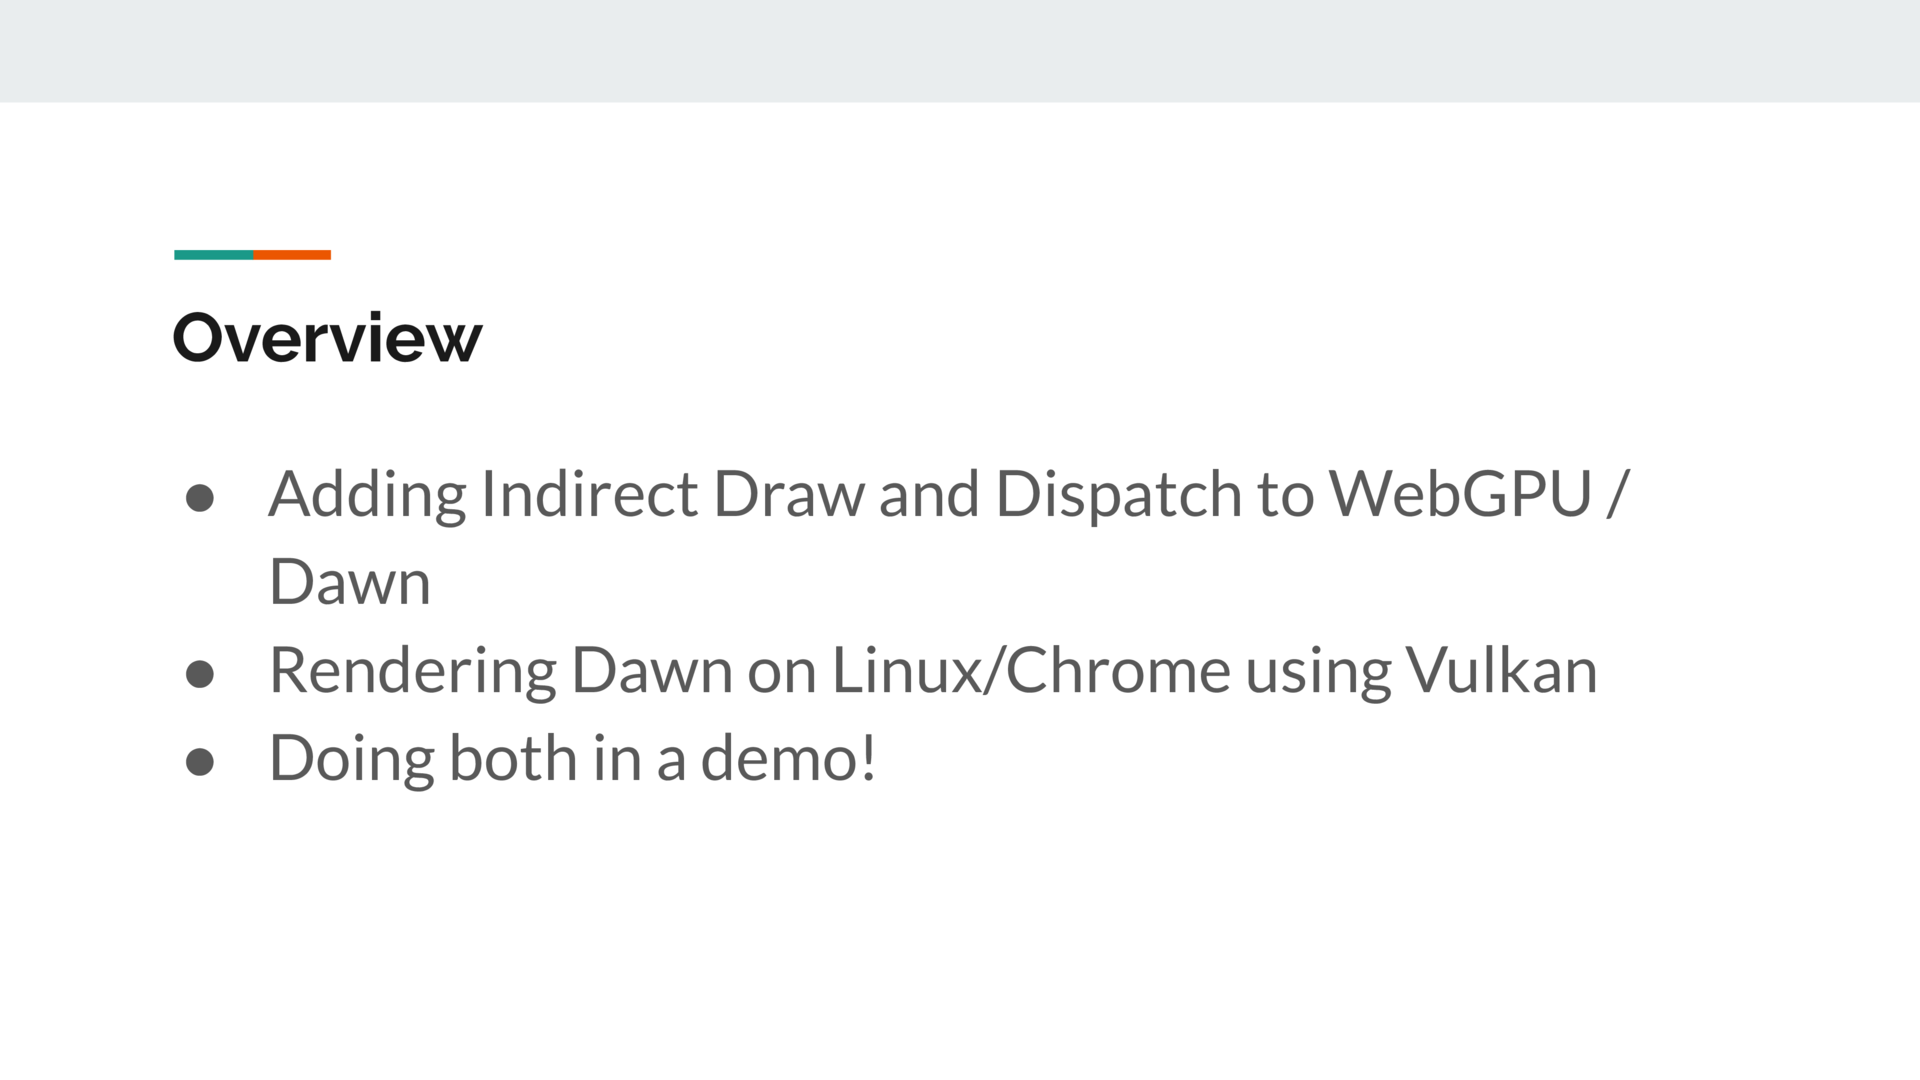 Overview
● Adding Indirect Draw and Dispatch to WebGPU /
Dawn
● Rendering Dawn on Linux/Chrome using Vulkan
● Doing both in a demo!